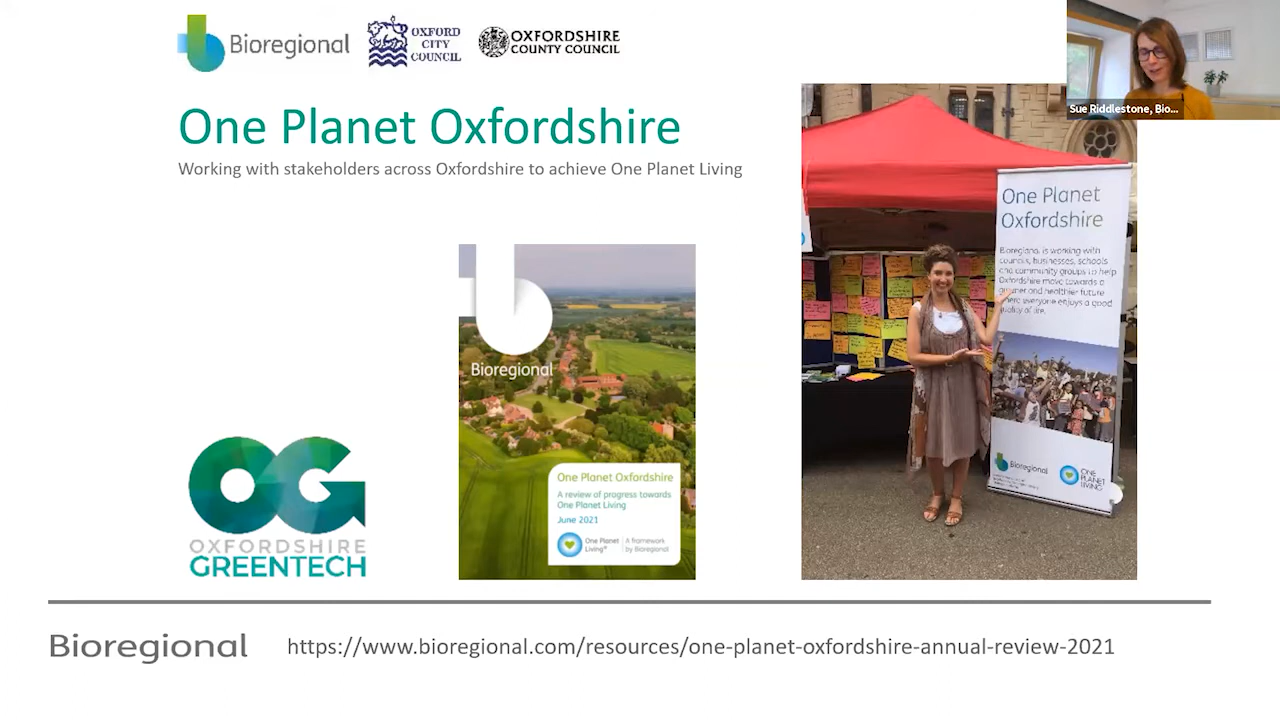 Bioregional
OXFORD
CITY
COUNCIL
OXFORDSHIRE
COUNTY COUNCIL
Sue Riddlestone, Bio...
One Planet Oxfordshire
Working with stakeholders across Oxfordshire to achieve One Planet Living
One Planet
Oxfordshire
Bioregional is working with
councils, businesses, schools
and community groups to help
Oxfordshire move towards a
and healthier future
everyone enjoys a good
quality of life.
Bioregional
ONE
PLANET
LIVING
Bioregional
One Planet Oxfordshire
A review of progress towards
One Planet Living
June 2021
One Planet
Living®
A framework
by Bioregional
OG
OXFORDSHIRE
GREENTECH
Bioregional
https://www.bioregional.com/resources/one-planet-oxfordshire-annual-review-2021